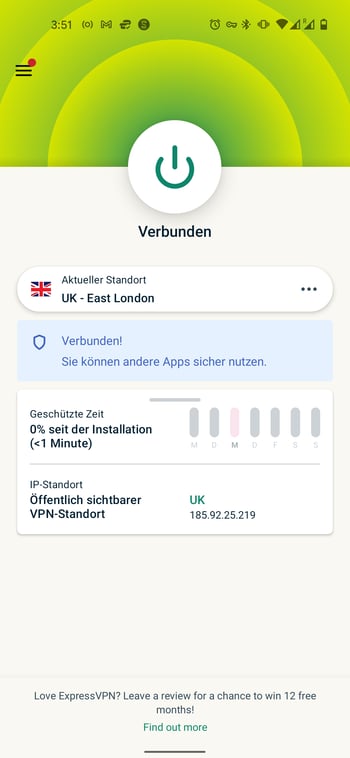 3:51
Verbunden
Aktueller Standort
UK - East London
Verbunden!
Sie können andere Apps sicher nutzen.
Geschützte Zeit
0% seit der Installation
(<1 Minute)
M D M D F S S
IP-Standort
Öffentlich sichtbarer
VPN-Standort
UK
185.92.25.219
Love ExpressVPN? Leave a review for a chance to win 12 free
months!
Find out more